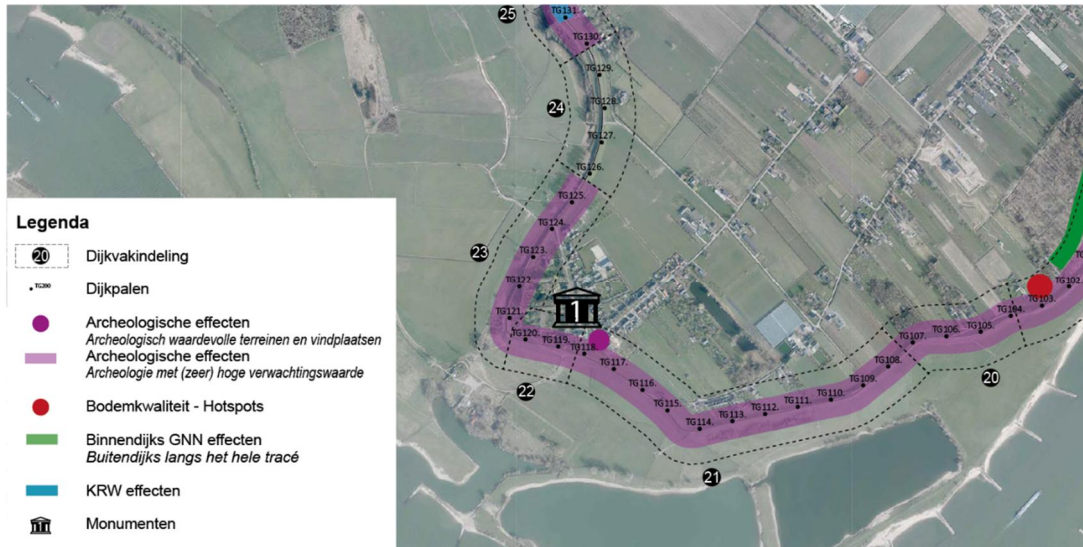 25
TG131.
TG130.
TG129.
24
TG128.
TG127.
TG126.
TG125.
TG124.
23
TG123.
TG122.
TG121.
TG120.
TG119.
TG118.
1
TG117.
TG116.
TG115.
TG114.
TG113.
TG112.
TG111.
TG110.
TG109.
TG108.
TG107.
TG106.
TG105.
TG104.
TG103.
TG102.
22
21
20
Legenda
20 Dijkvakindeling
TG200 Dijkpalen
Archeologische effecten
Archeologisch waardevolle terreinen en vindplaatsen
Archeologische effecten
Archeologie met (zeer) hoge verwachtingswaarde
Bodemkwaliteit - Hotspots
Binnendijks GNN effecten
Buitendijks langs het hele tracé
KRW effecten
1 Monumenten